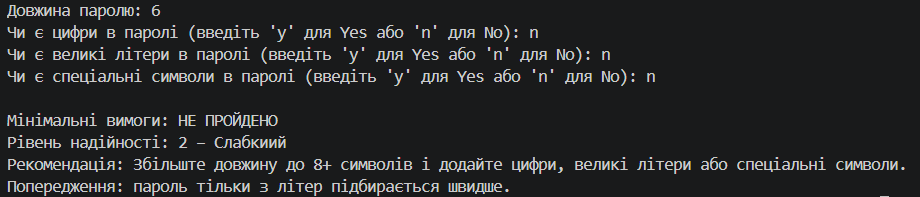 Довжина паролю: 6
Чи є цифри в паролі (введіть 'y' для Yes або 'n' для No): n
Чи є великі літери в паролі (введіть 'y' для Yes або 'n' для No): n
Чи є спеціальні символи в паролі (введіть 'y' для Yes або 'n' для No): n
Мінімальні вимоги: НЕ ПРОЙДЕНО
Рівень надійності: 2 – Слабкиий
Рекомендація: Збільште довжину до 8+ символів і додайте цифри, великі літери або спеціальні символи.
Попередження: пароль тільки з літер підбирається швидше.